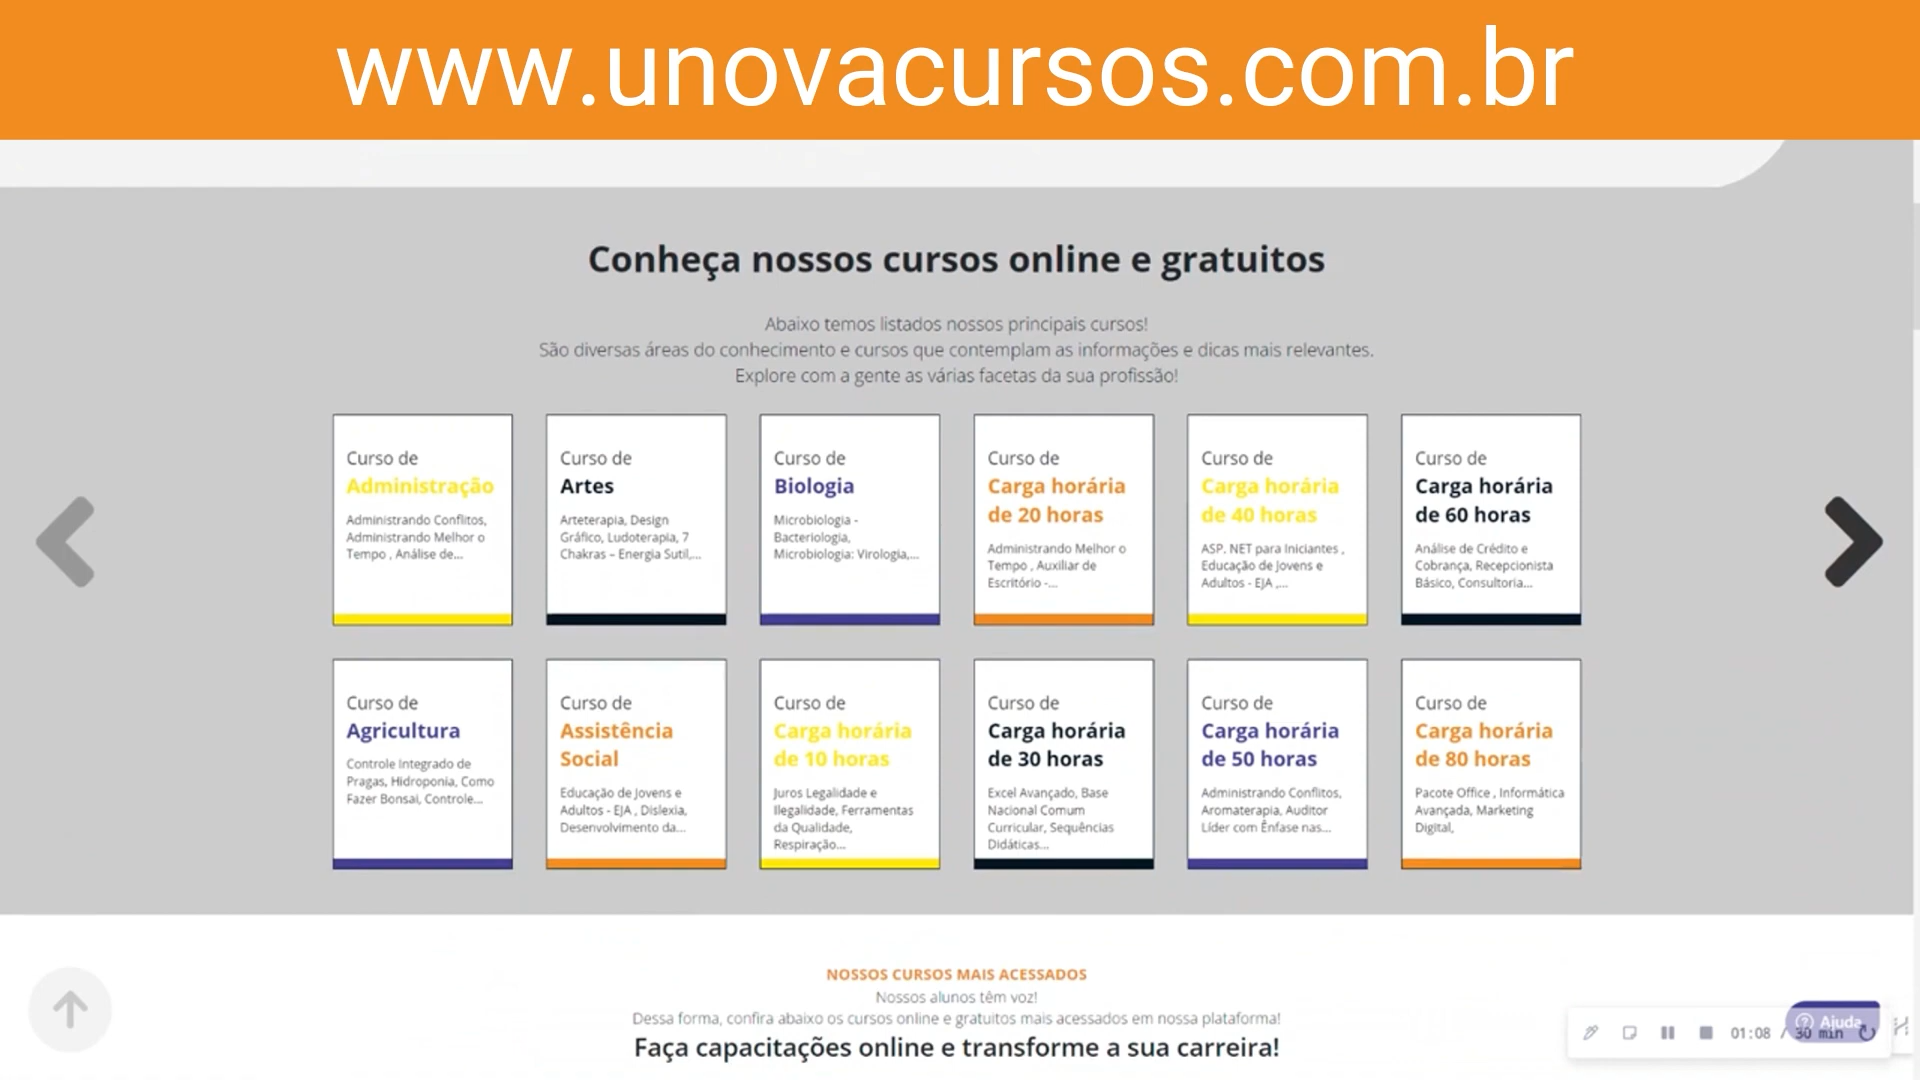 www.unovacursos.com.br
Conheça nossos cursos online e gratuitos
Abaixo temos listados nossos principais cursos!
São diversas áreas do conhecimento e cursos que contemplam as informações e dicas mais relevantes.
Explore com a gente as várias facetas da sua profissão!
Curso de
Administração
Administrando Conflitos,
Administrando Melhor o
Tempo , Análise de...
Curso de
Artes
Arteterapia, Design
Gráfico, Ludoterapia, 7
Chakras – Energia Sutil,...
Curso de
Biologia
Microbiologia -
Bacteriologia,
Microbiologia: Virologia,...
Curso de
Carga horária
de 20 horas
Administrando Melhor o
Tempo , Auxiliar de
Escritório -...
Curso de
Carga horária
de 40 horas
ASP. NET para Iniciantes ,
Educação de Jovens e
Adultos - EJA ,...
Curso de
Carga horária
de 60 horas
Análise de Crédito e
Cobrança, Recepcionista
Básico, Consultoria...
Curso de
Agricultura
Controle Integrado de
Pragas, Hidroponia, Como
Fazer Bonsai, Controle...
Curso de
Assistência
Social
Educação de Jovens e
Adultos - EJA , Dislexia,
Desenvolvimento da...
Curso de
Carga horária
de 10 horas
Juros Legalidade e
Ilegalidade, Ferramentas
da Qualidade,
Respiração...
Curso de
Carga horária
de 30 horas
Excel Avançado, Base
Nacional Comum
Curricular, Sequências
Didáticas...
Curso de
Carga horária
de 50 horas
Administrando Conflitos,
Aromaterapia, Auditor
Líder com Ênfase nas...
Curso de
Carga horária
de 80 horas
Pacote Office , Informática
Avançada, Marketing
Digital,
NOSSOS CURSOS MAIS ACESSADOS
Nossos alunos têm voz!
Dessa forma, confira abaixo os cursos online e gratuitos mais acessados em nossa plataforma!
Faça capacitações online e transforme a sua carreira!
Ajuda
01:08 / 30 min